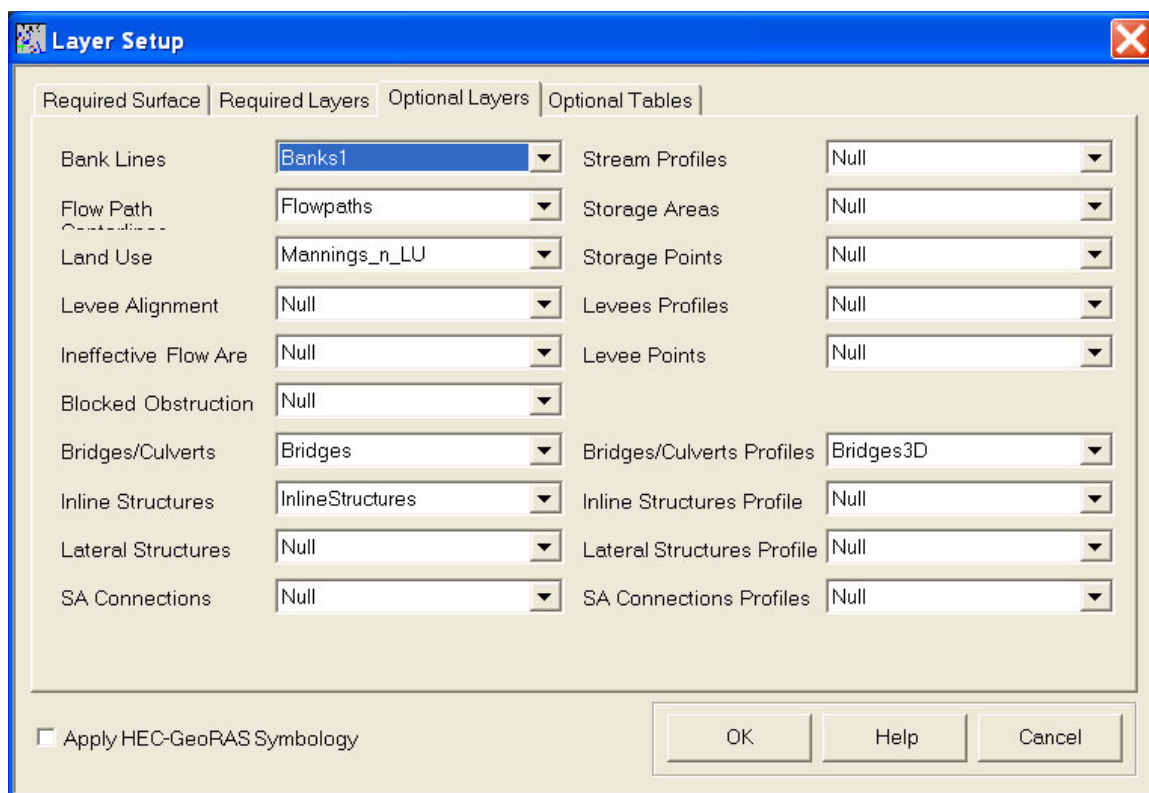 Layer Setup
Required Surface Required Layers Optional Layers Optional Tables
Bank Lines Banks1 Stream Profiles Null
Flow Path Flowpaths Storage Areas Null
Centerlines
Land Use Mannings_n_LU Storage Points Null
Levee Alignment Null Levees Profiles Null
Ineffective Flow Are Null Levee Points Null
Blocked Obstruction Null
Bridges/Culverts Bridges Bridges/Culverts Profiles Bridges3D
Inline Structures InlineStructures Inline Structures Profile Null
Lateral Structures Null Lateral Structures Profile Null
SA Connections Null SA Connections Profiles Null
Apply HEC-GeoRAS Symbology OK Help Cancel